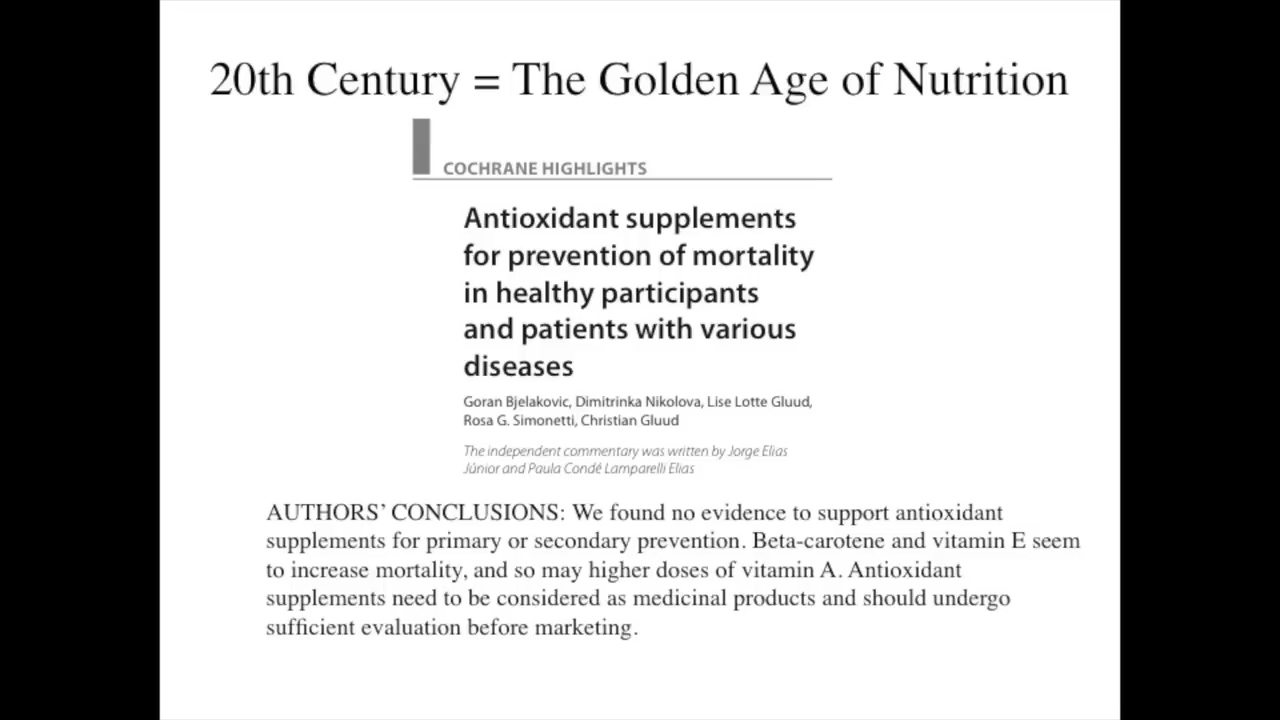 20th Century = The Golden Age of Nutrition
COCHRANE HIGHLIGHTS
Antioxidant supplements
for prevention of mortality
in healthy participants
and patients with various
diseases
Goran Bjelakovic, Dimitrinka Nikolova, Lise Lotte Gluud,
Rosa G. Simonetti, Christian Gluud
The independent commentary was written by Jorge Elias
Júnior and Paula Condé Lamparelli Elias
AUTHORS’ CONCLUSIONS: We found no evidence to support antioxidant
supplements for primary or secondary prevention. Beta-carotene and vitamin E seem
to increase mortality, and so may higher doses of vitamin A. Antioxidant
supplements need to be considered as medicinal products and should undergo
sufficient evaluation before marketing.